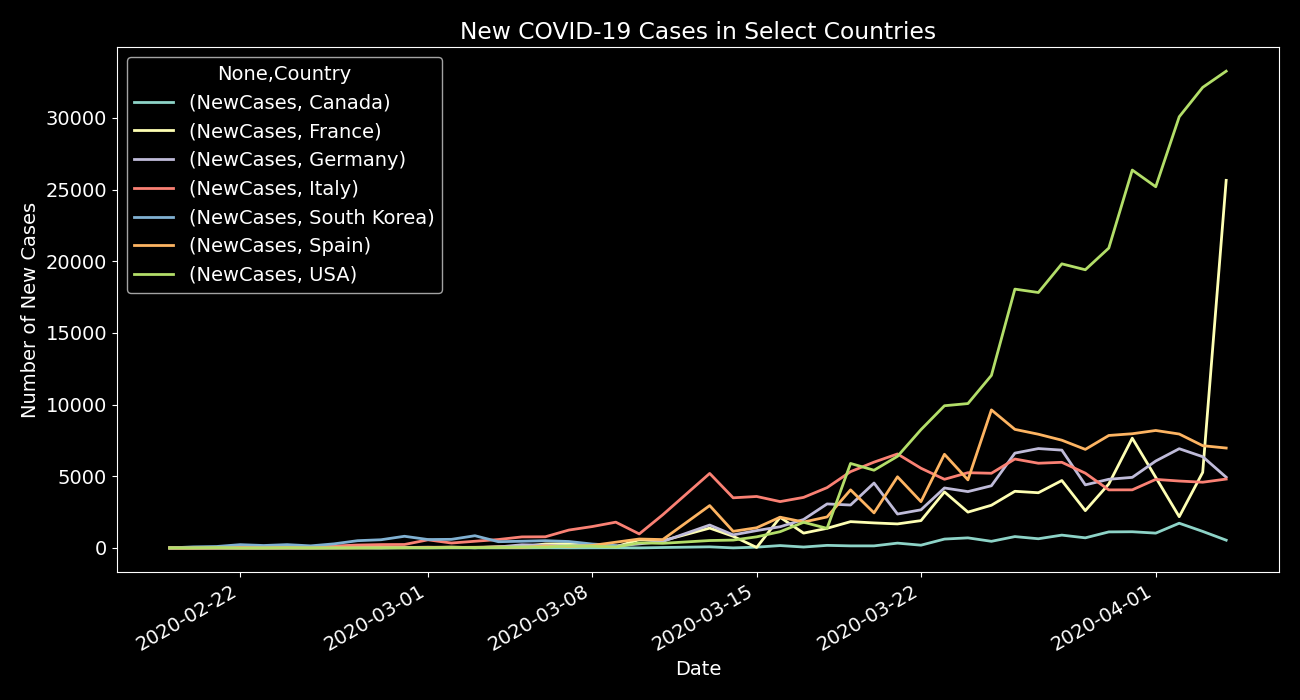 New COVID-19 Cases in Select Countries
None,Country
(NewCases, Canada)
(NewCases, France)
(NewCases, Germany)
(NewCases, Italy)
(NewCases, South Korea)
(NewCases, Spain)
(NewCases, USA)
Number of New Cases
30000
25000
20000
15000
10000
5000
0
2020-02-22
2020-03-01
2020-03-08
2020-03-15
2020-03-22
2020-04-01
Date